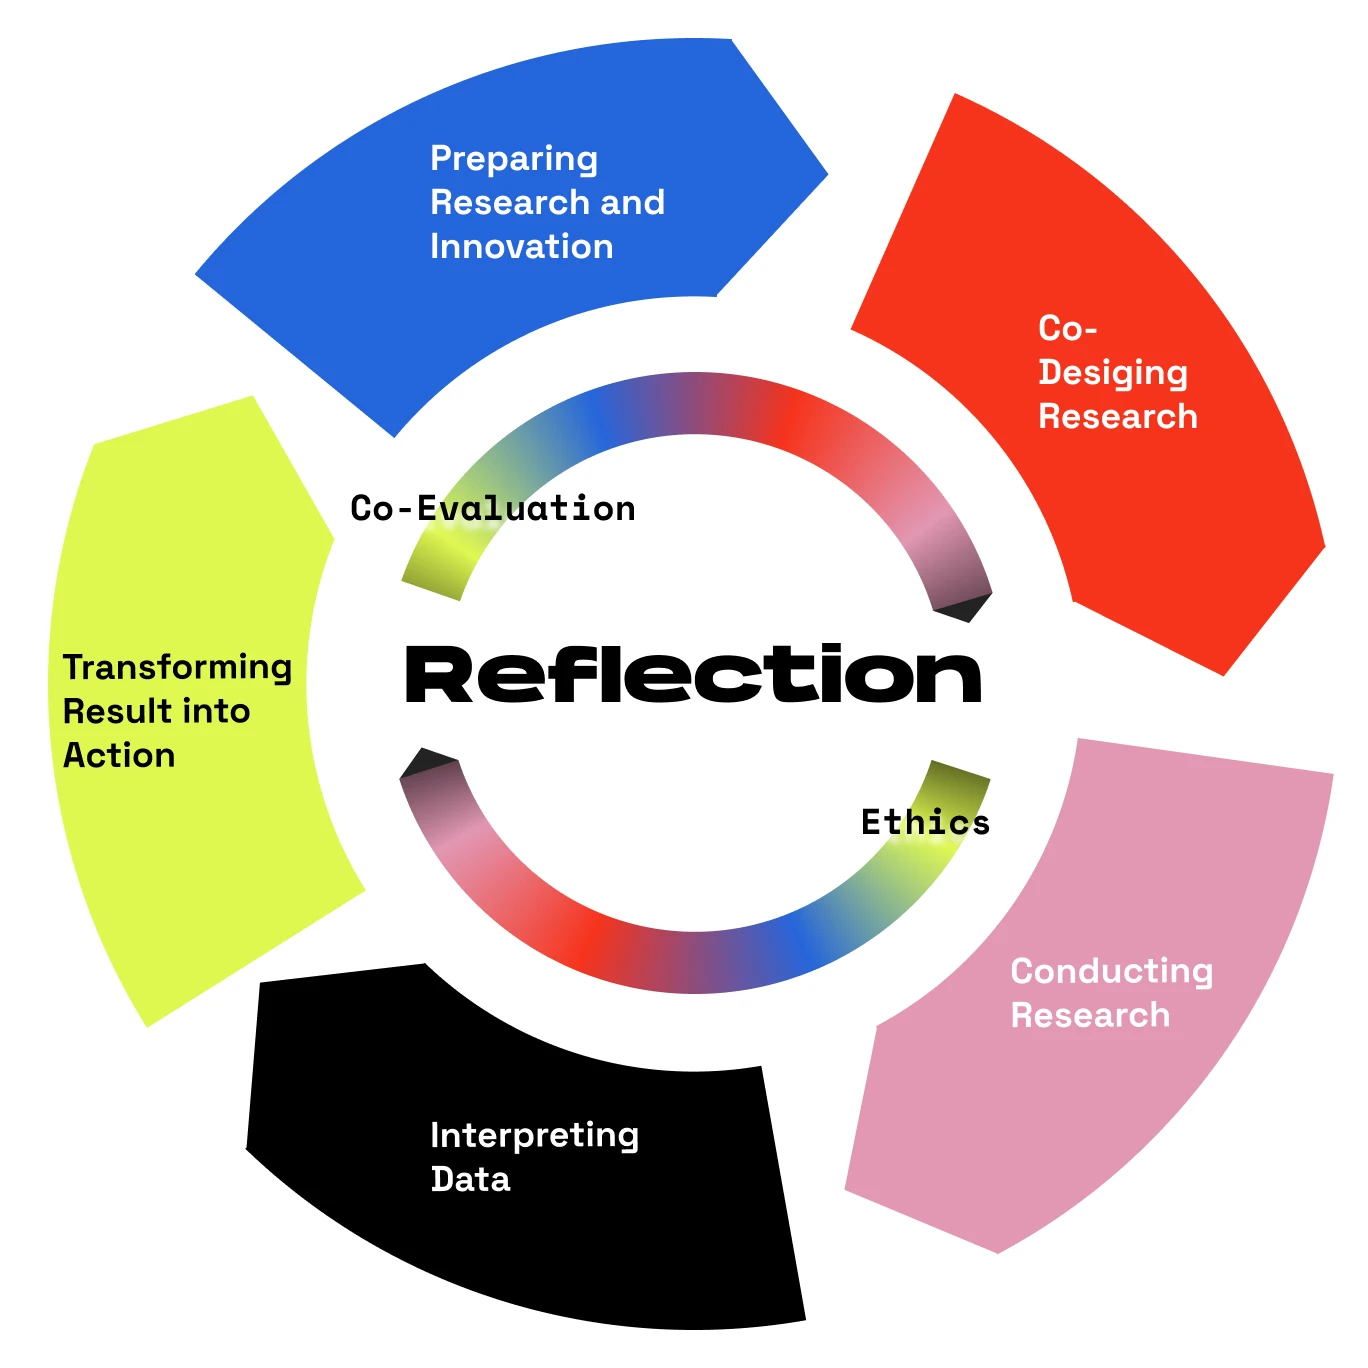 Preparing
Research and
Innovation
Co-
Desiging
Research
Co-Evaluation
Reflection
Transforming
Result into
Action
Ethics
Conducting
Research
Interpreting
Data